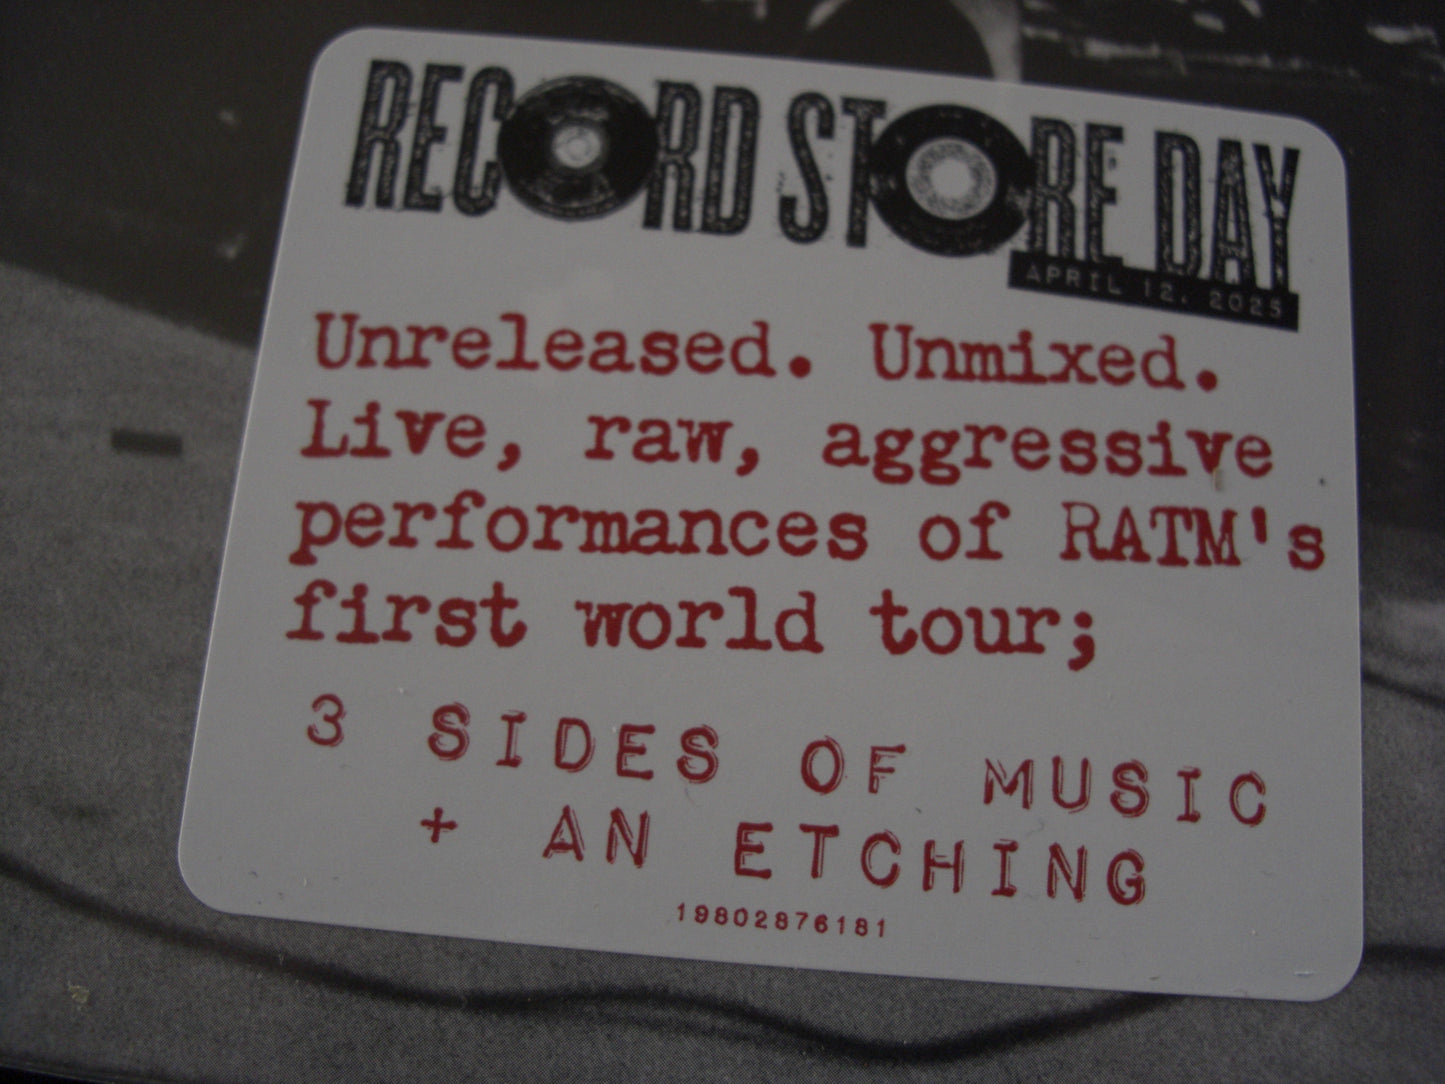 RECORD STORE DAY
APRIL 12, 2025
Unreleased. Unmixed.
Live, raw, aggressive
performances of RATM's
first world tour;
3 SIDES OF MUSIC
+ AN ETCHING
19802876181